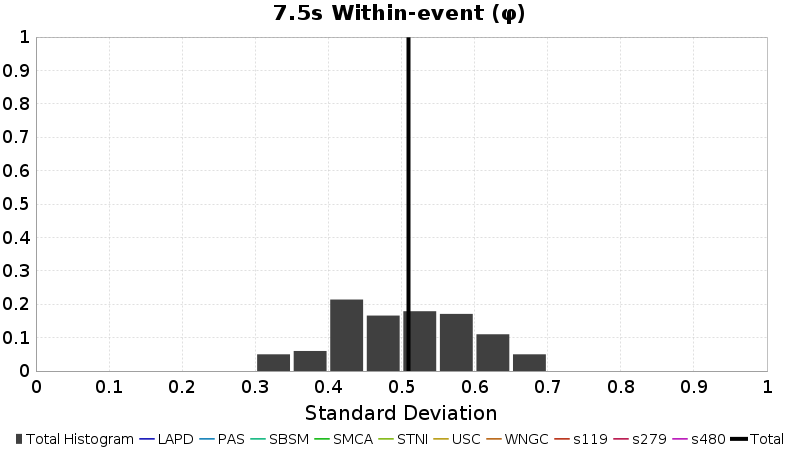 7.5s Within-event (φ)
1
0.9
0.8
0.7
0.6
0.5
0.4
0.3
0.2
0.1
0
0 0.1 0.2 0.3 0.4 0.5 0.6 0.7 0.8 0.9 1
Standard Deviation
Total Histogram LAPD PAS SBSM SMCA STNI USC WNGC s119 s279 s480 Total